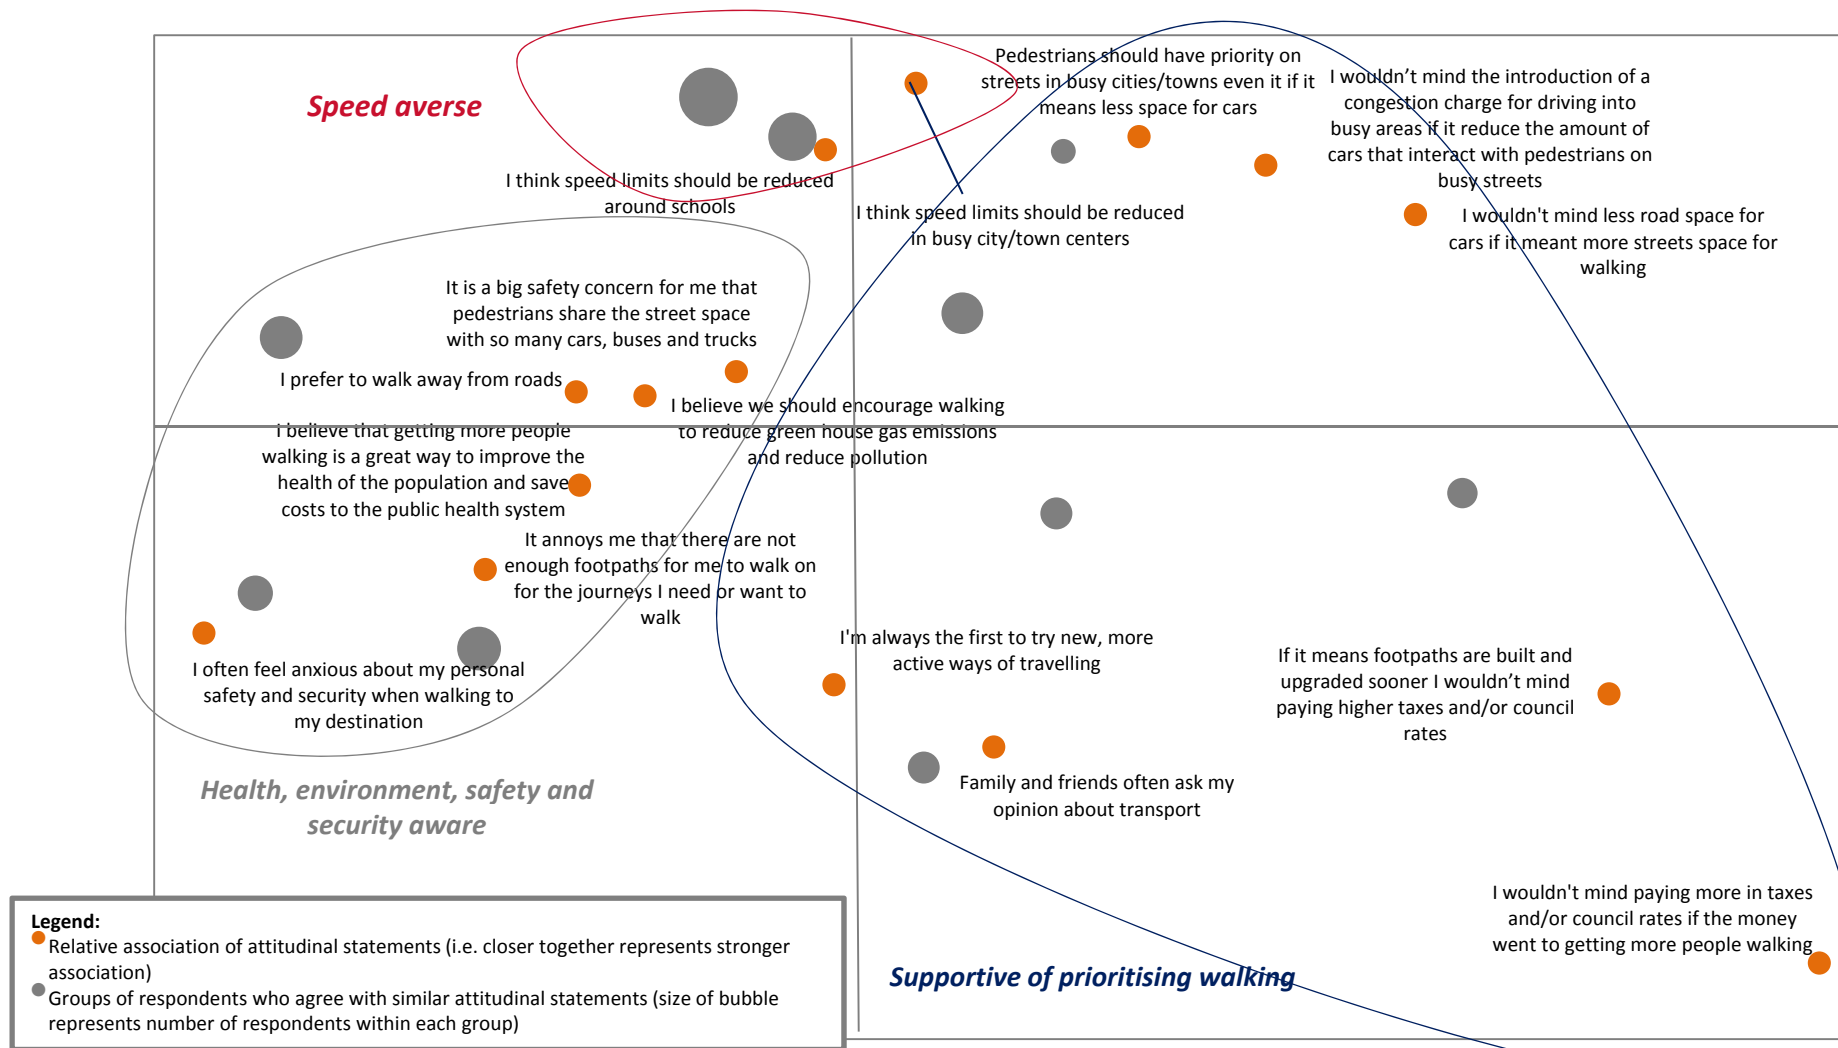 Speed averse
Pedestrians should have priority on
streets in busy cities/towns even it if it
means less space for cars
I wouldn’t mind the introduction of a
congestion charge for driving into
busy areas if it reduce the amount of
cars that interact with pedestrians on
busy streets
I think speed limits should be reduced
around schools
I think speed limits should be reduced
in busy city/town centers
I wouldn't mind less road space for
cars if it meant more streets space for
walking
It is a big safety concern for me that
pedestrians share the street space
with so many cars, buses and trucks
I prefer to walk away from roads
I believe we should encourage walking
to reduce green house gas emissions
and reduce pollution
I believe that getting more people
walking is a great way to improve the
health of the population and save
costs to the public health system
It annoys me that there are not
enough footpaths for me to walk on
for the journeys I need or want to
walk
I often feel anxious about my personal
safety and security when walking to
my destination
I'm always the first to try new, more
active ways of travelling
If it means footpaths are built and
upgraded sooner I wouldn’t mind
paying higher taxes and/or council
rates
Family and friends often ask my
opinion about transport
Health, environment, safety and
security aware
I wouldn't mind paying more in taxes
and/or council rates if the money
went to getting more people walking
Supportive of prioritising walking
Legend:
Relative association of attitudinal statements (i.e. closer together represents stronger
association)
Groups of respondents who agree with similar attitudinal statements (size of bubble
represents number of respondents within each group)